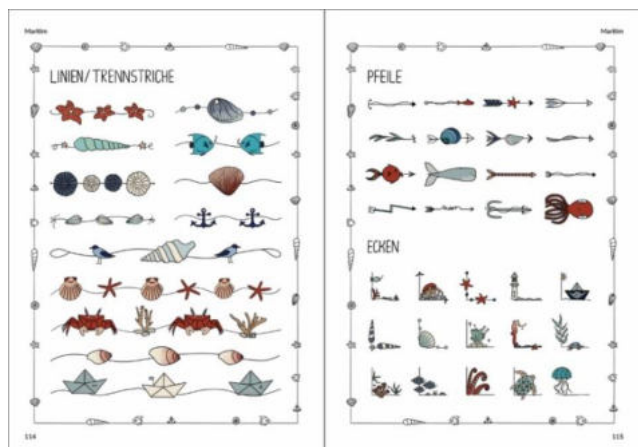 Maritim
LINIEN/TRENNSTRICHE
114
Maritim
PFEILE
ECKEN
115